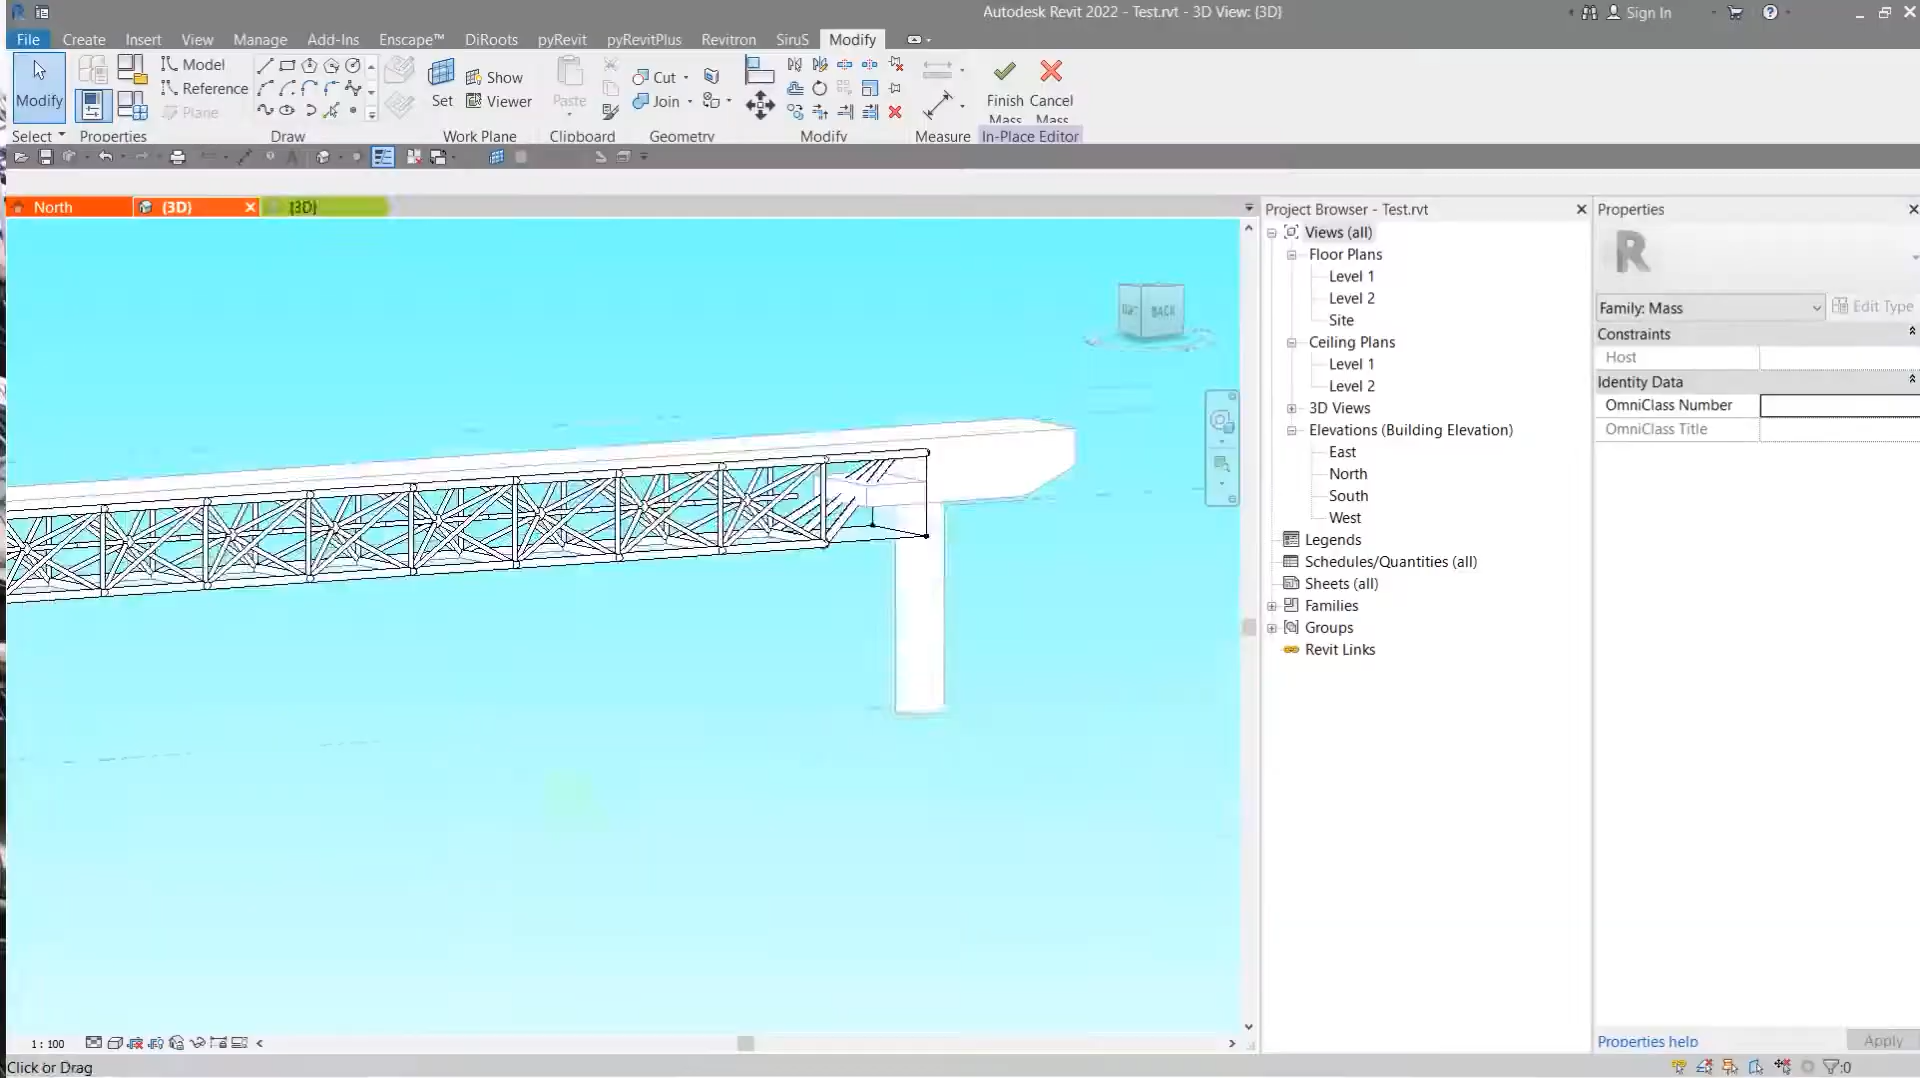 Autodesk Revit 2022 - Test.rvt - 3D View: {3D}
Sign In
File Create Insert View Manage Add-Ins Enscape™ DiRoots pyRevit pyRevitPlus Revitron SiruS Modify
Modify
Model
Reference
Plane
Set
Show
Viewer
Paste
Cut
Join
Finish Mass
Cancel Mass
Select Properties Draw Work Plane Clipboard Geometry Modify Measure In-Place Editor
North
{3D}
{3D}
BACK
Project Browser - Test.rvt
Views (all)
Floor Plans
Level 1
Level 2
Site
Ceiling Plans
Level 1
Level 2
3D Views
Elevations (Building Elevation)
East
North
South
West
Legends
Schedules/Quantities (all)
Sheets (all)
Families
Groups
Revit Links
Properties
R
Family: Mass
Edit Type
Constraints
Host
Identity Data
OmniClass Number
OmniClass Title
Properties help
Apply
1 : 100
Click or Drag
:0